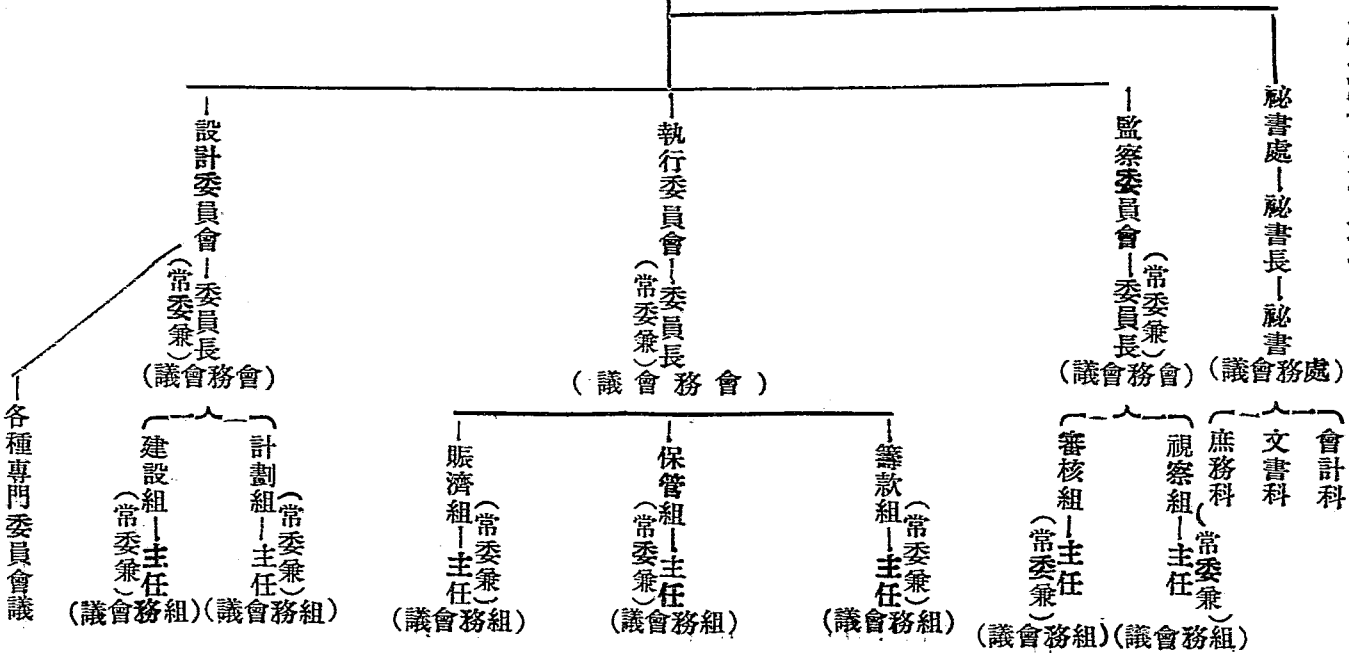 祕書處—祕書長—祕書
(議會務處)
會計科
文書科
庶務科
監察委員會—委員長
(常委兼)
(議會務會)
視察組—主任
(常委兼)
(議會務組)
審核組—主任
(常委兼)
(議會務組)
執行委員會—委員長
(常委兼)
(議會務會)
籌款組—主任
(常委兼)
(議會務組)
保管組—主任
(常委兼)
(議會務組)
賑濟組—主任
(常委兼)
(議會務組)
設計委員會—委員長
(常委兼)
(議會務會)
計劃組—主任
(常委兼)
(議會務組)
建設組—主任
(常委兼)
(議會務組)
各種專門委員會議